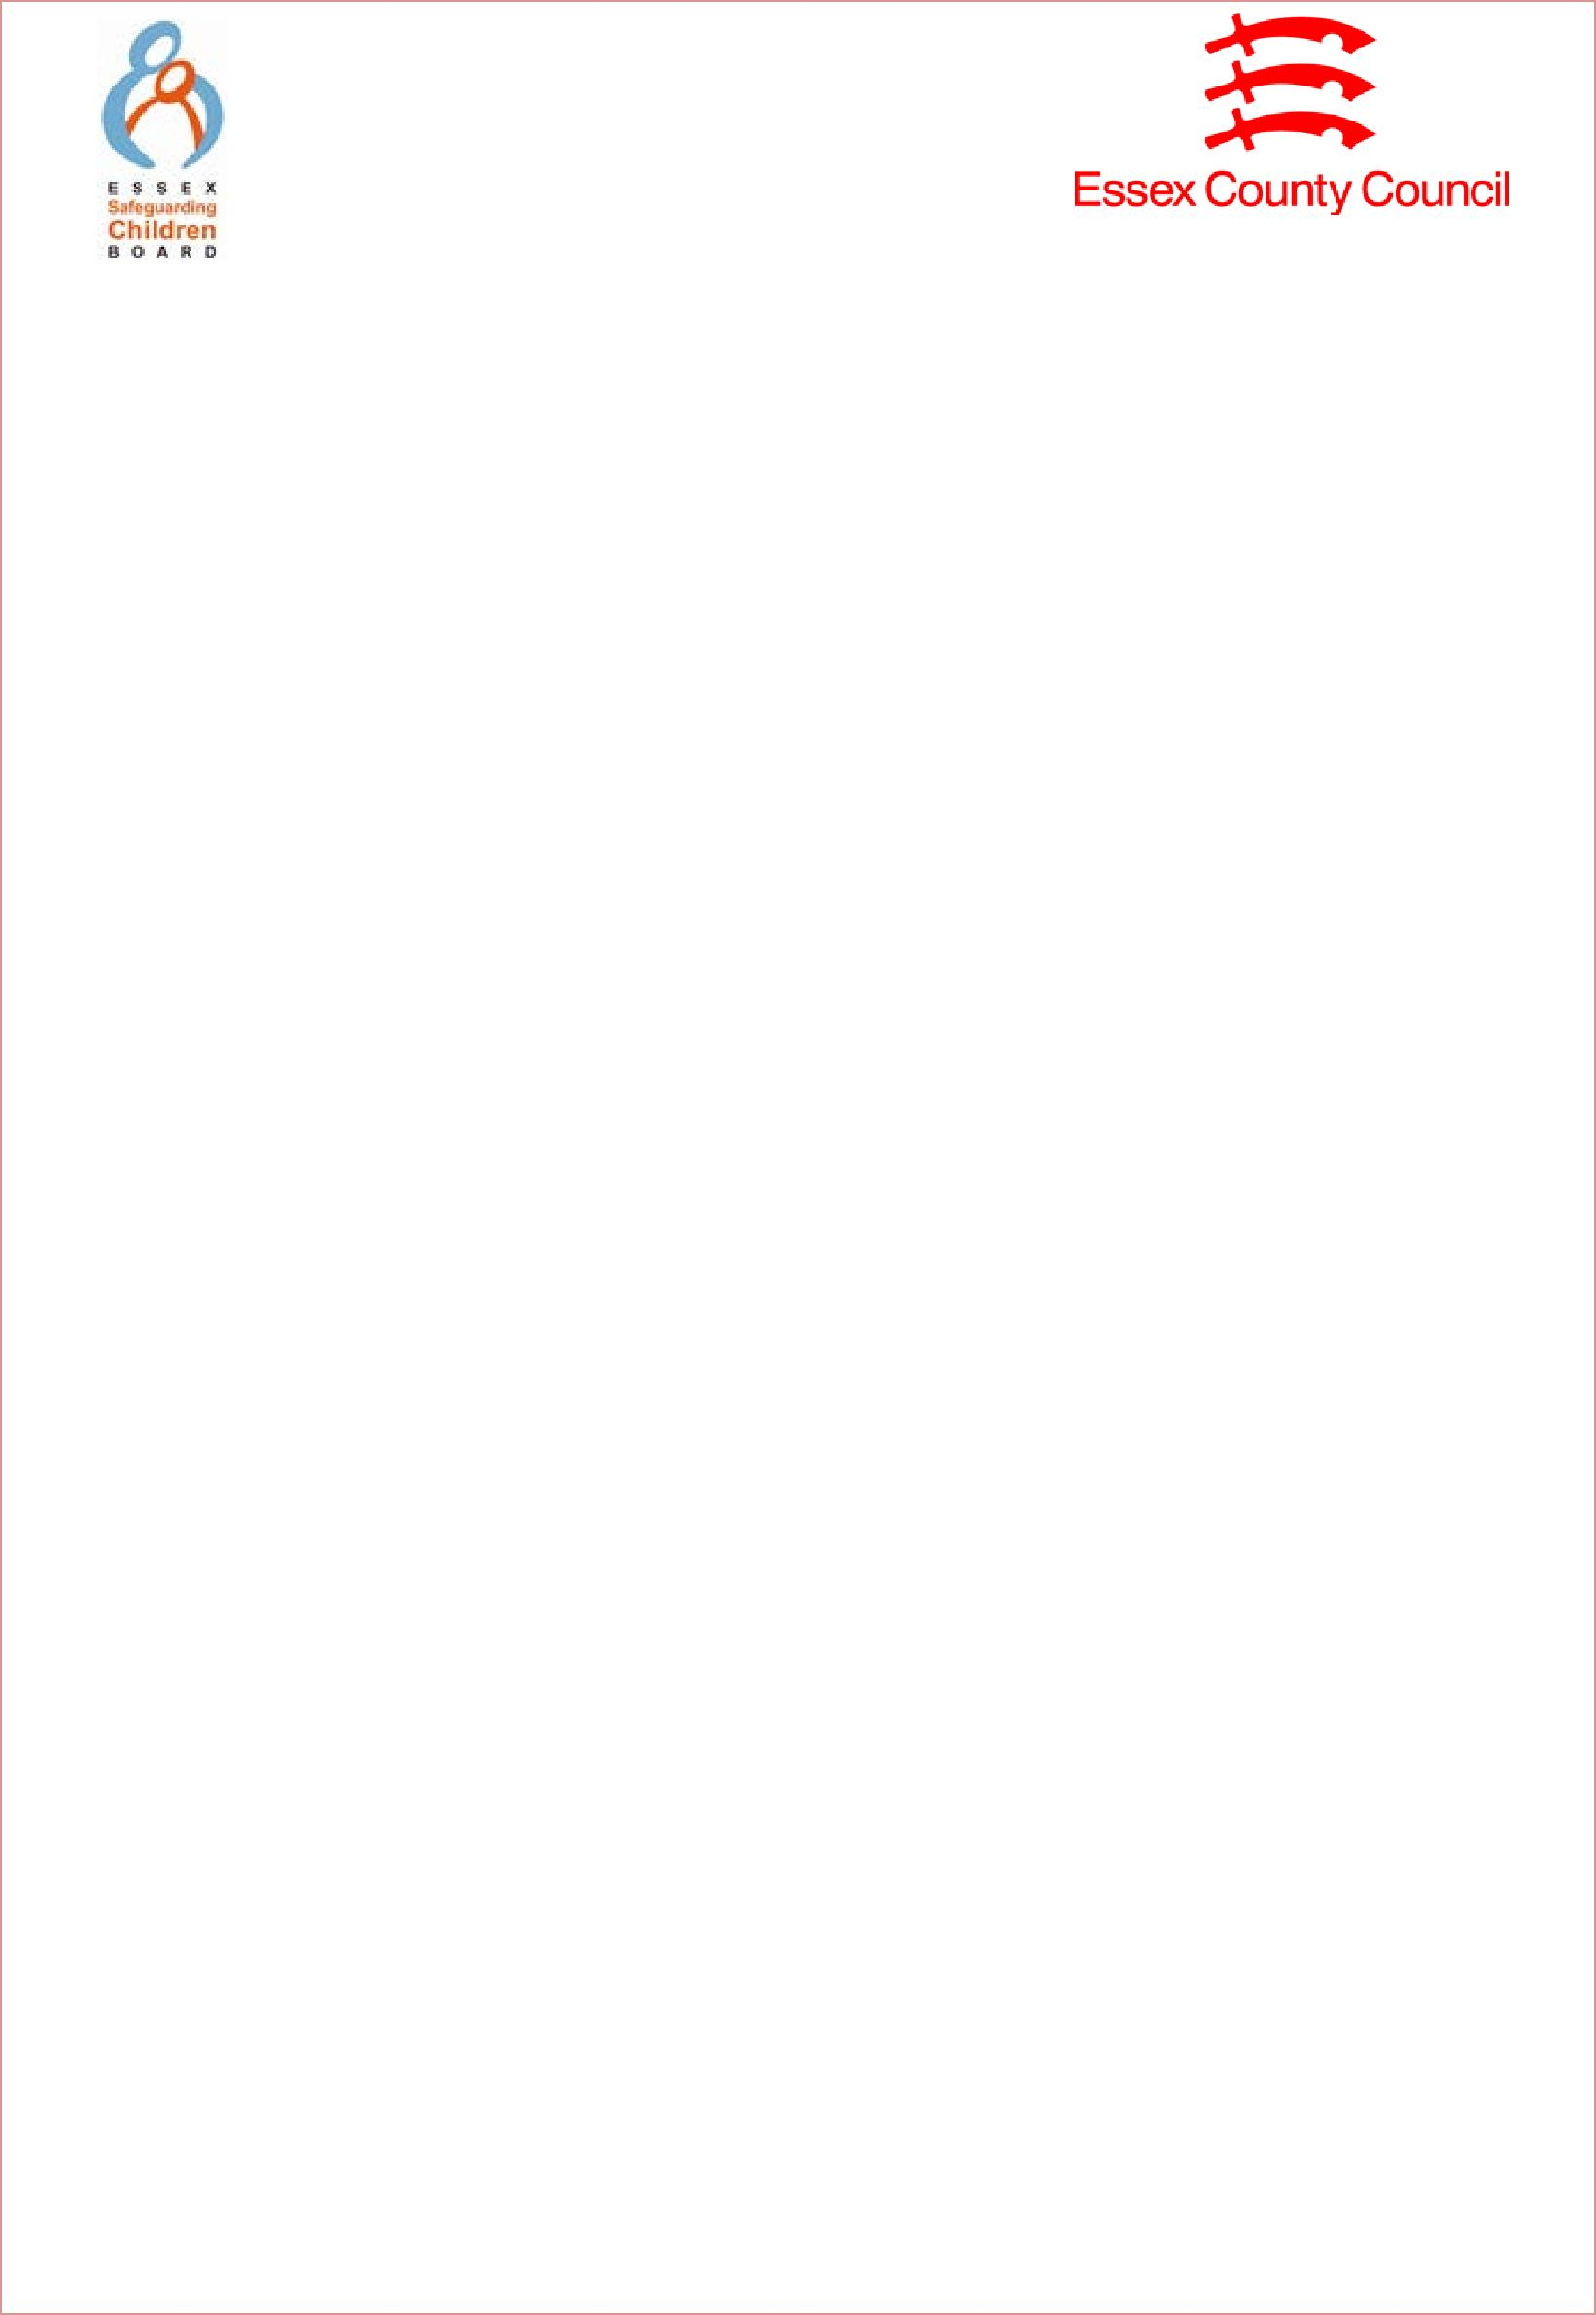 ESSEX
Safeguarding
Children
BOARD
Essex County Council